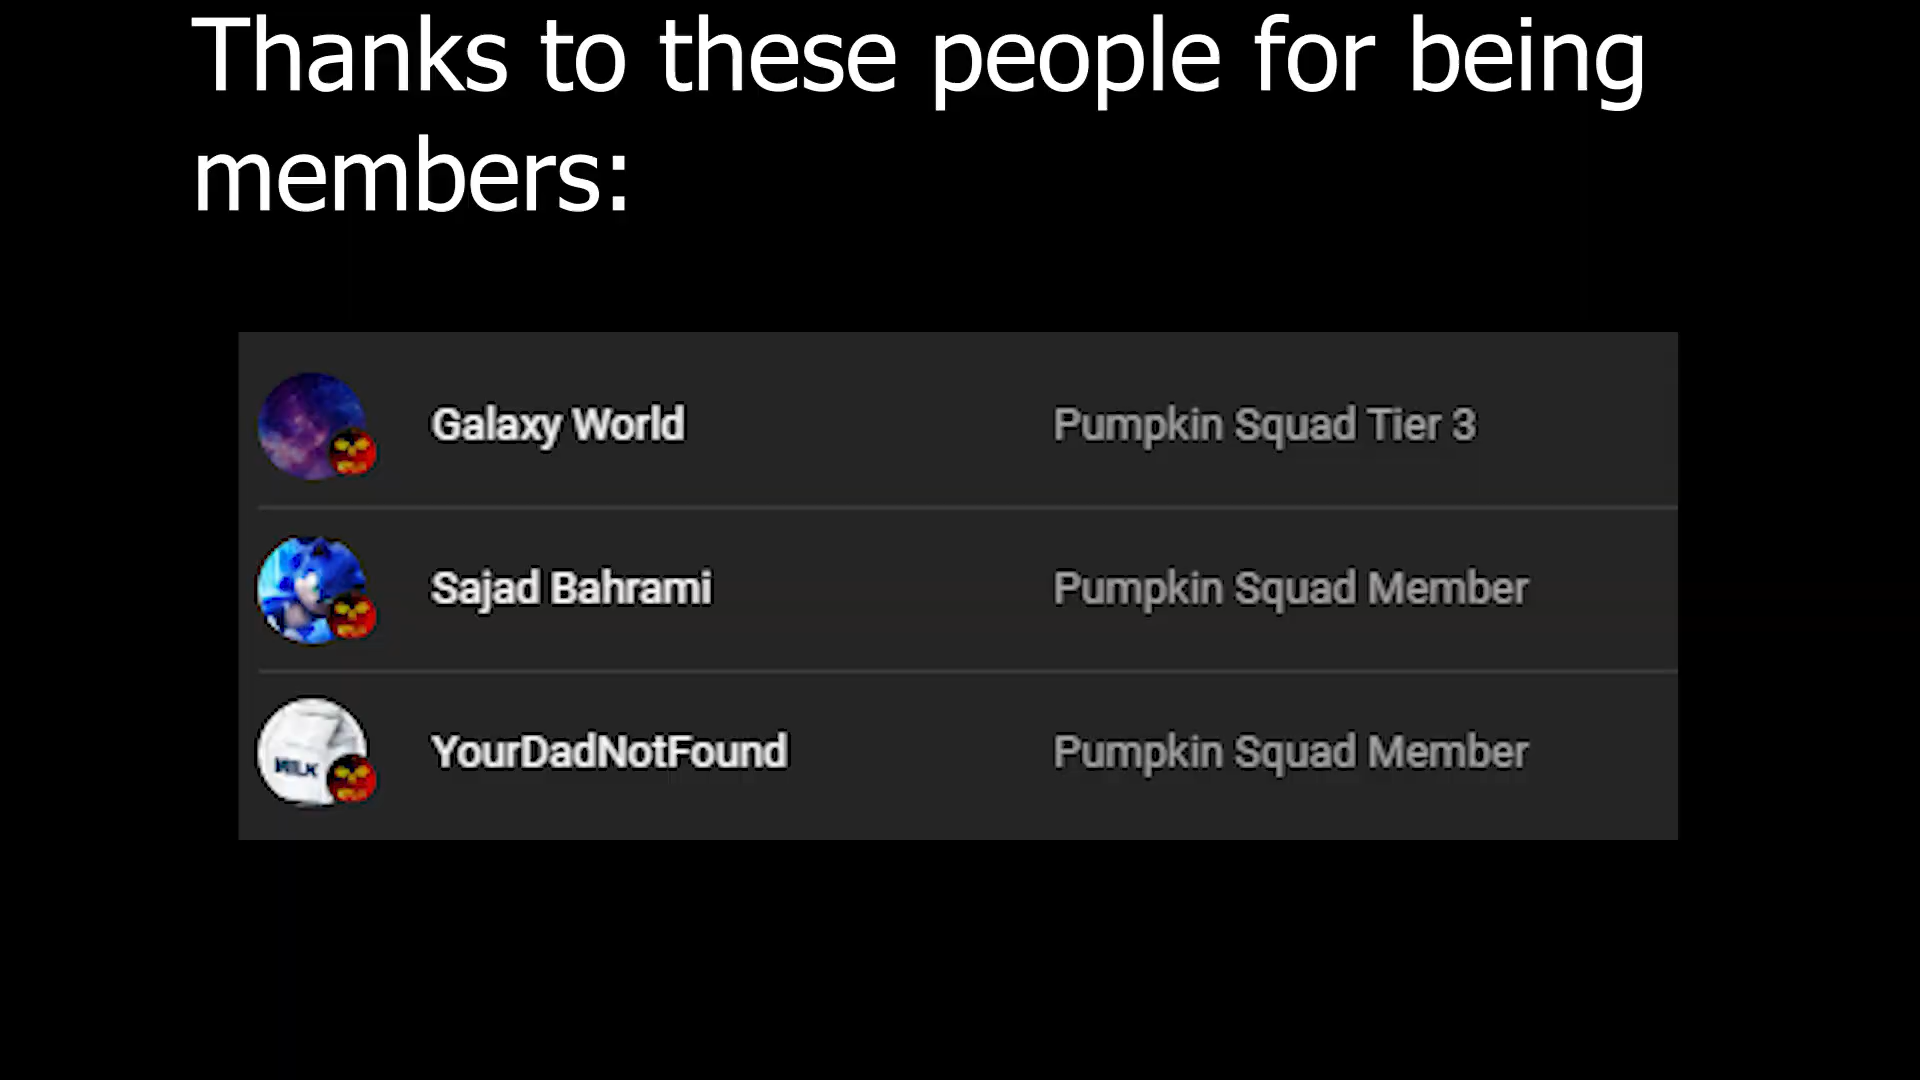 Thanks to these people for being
members:
Galaxy World Pumpkin Squad Tier 3
Sajad Bahrami Pumpkin Squad Member
YourDadNotFound Pumpkin Squad Member
MILK